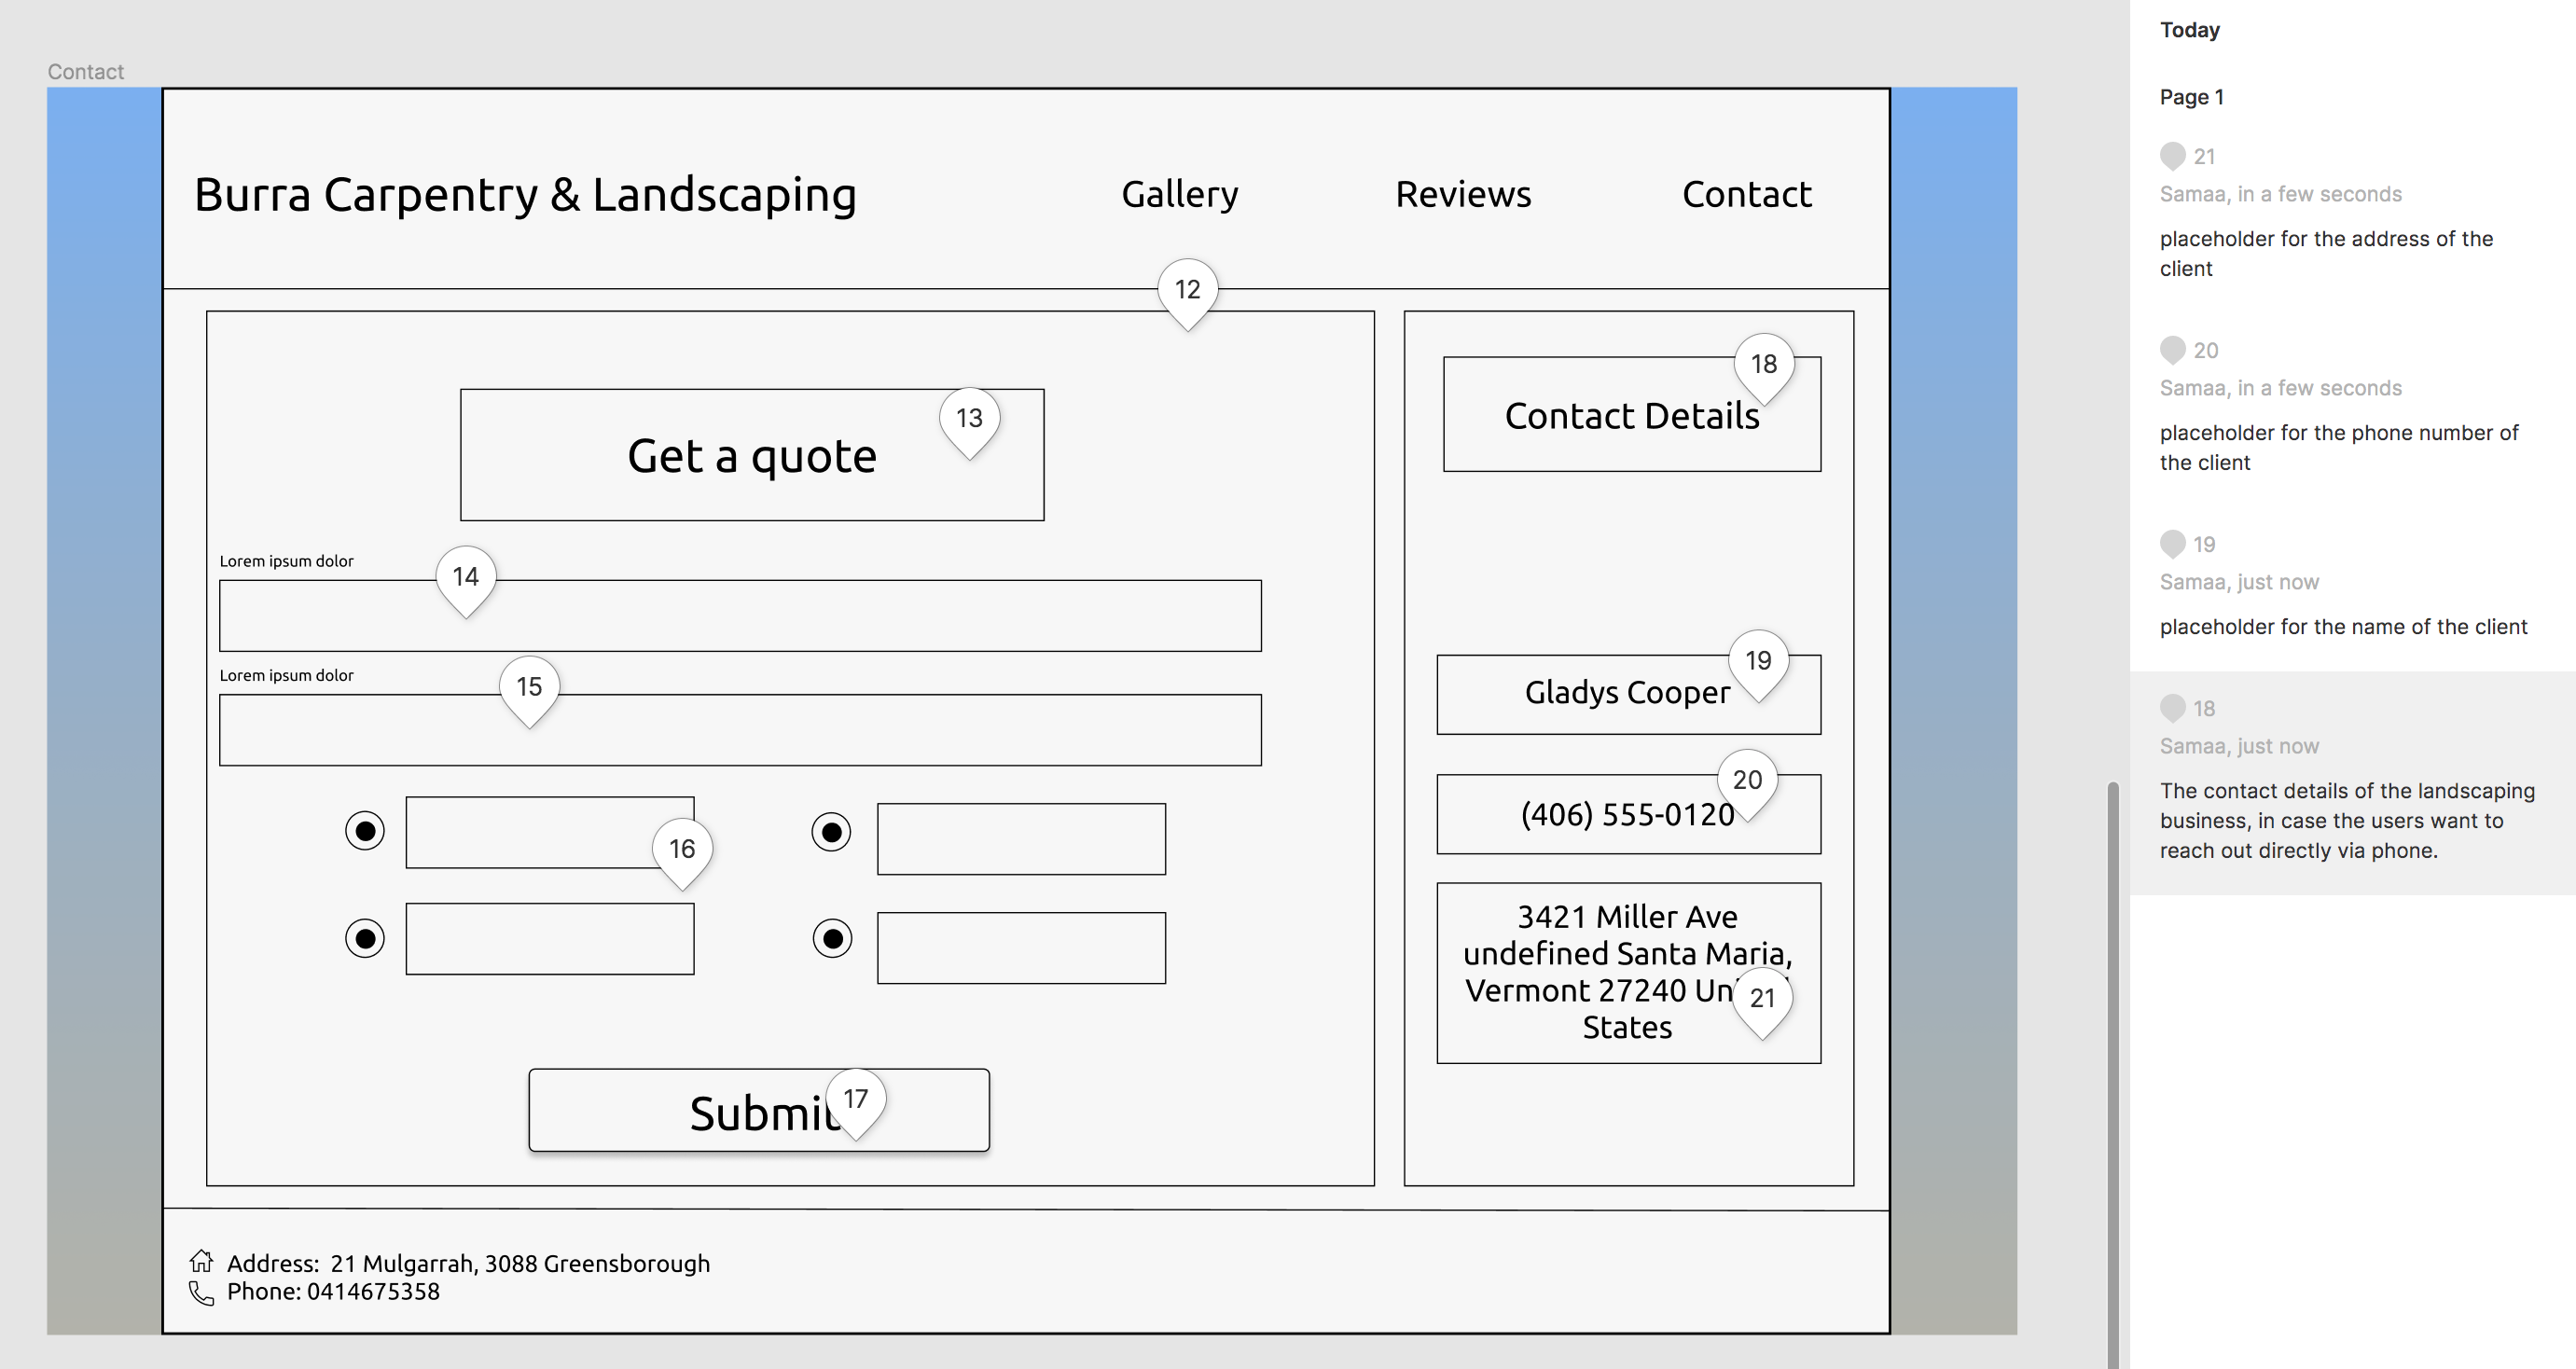 Contact
Burra Carpentry & Landscaping
Gallery
Reviews
Contact
12
13
Get a quote
Lorem ipsum dolor
14
Lorem ipsum dolor
15
16
Submit
17
18
Contact Details
19
Gladys Cooper
20
(406) 555-0120
3421 Miller Ave
undefined Santa Maria,
Vermont 27240
21
States
Address: 21 Mulgarrah, 3088 Greensborough
Phone: 0414675358
Today
Page 1
21
Samaa, in a few seconds
placeholder for the address of the
client
20
Samaa, in a few seconds
placeholder for the phone number of
the client
19
Samaa, just now
placeholder for the name of the client
18
Samaa, just now
The contact details of the landscaping
business, in case the users want to
reach out directly via phone.